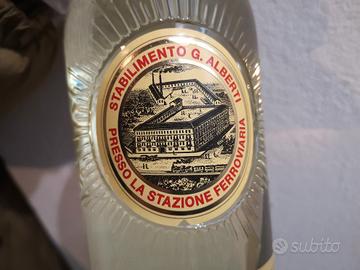 STABILIMENTO G. ALBERTI
PRESSO LA STAZIONE FERROVIARIA
subito